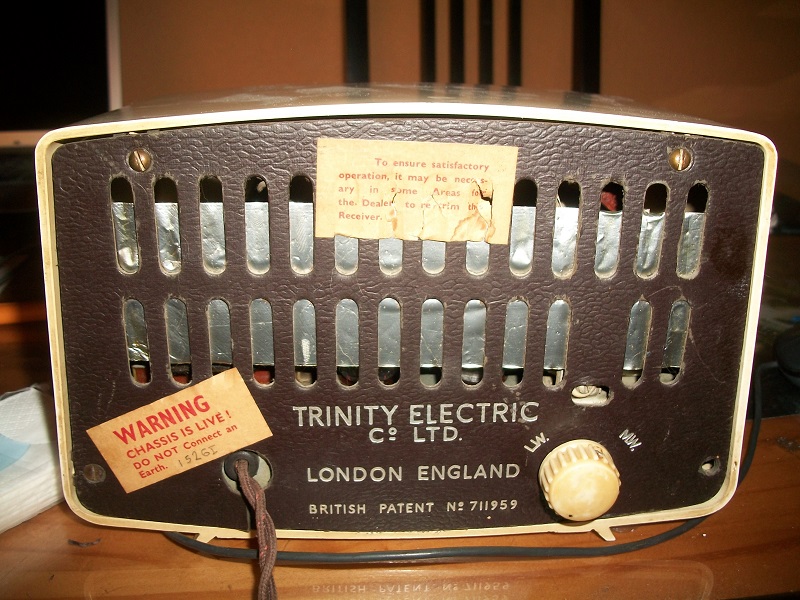 To ensure satisfactory
operation, it may be neces-
ary in some Areas for
the Dealer to re-trim the
Receiver.
WARNING
CHASSIS IS LIVE!
DO NOT Connect an
Earth. 1526I
TRINITY ELECTRIC
Cº LTD.
LW.
MW.
LONDON ENGLAND
BRITISH PATENT Nº 711959